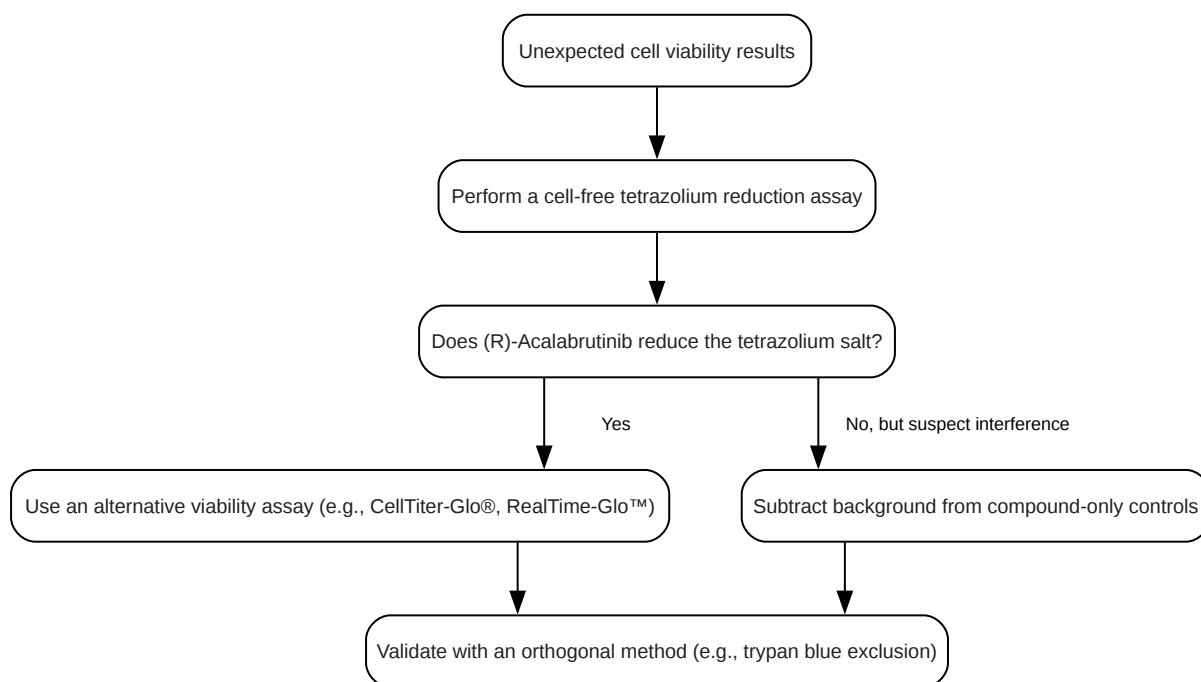 Unexpected cell viability results
Perform a cell-free tetrazolium reduction assay
Does (R)-Acalabrutinib reduce the tetrazolium salt?
Yes
No, but suspect interference
Use an alternative viability assay (e.g., CellTiter-Glo®, RealTime-Glo™)
Subtract background from compound-only controls
Validate with an orthogonal method (e.g., trypan blue exclusion)